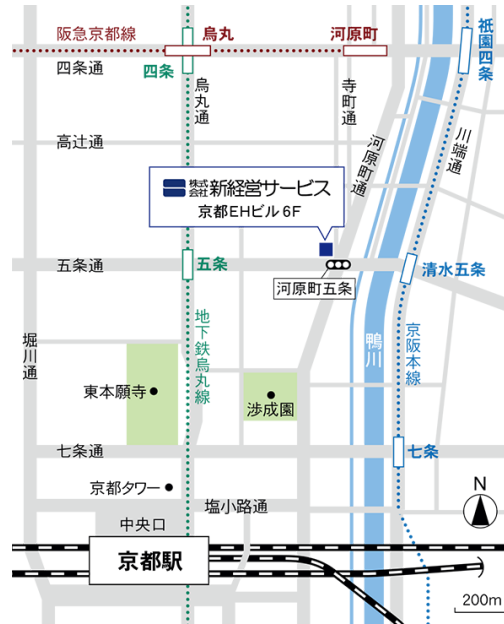 阪急京都線
烏丸
河原町
祇園四条
四条通
四条
烏丸通
寺町通
河原町通
川端通
高辻通
株式会社 新経営サービス
京都EHビル 6F
五条通
五条
河原町五条
清水五条
堀川通
地下鉄烏丸線
鴨川
京阪本線
東本願寺
渉成園
七条通
七条
京都タワー
塩小路通
中央口
京都駅
N
200m